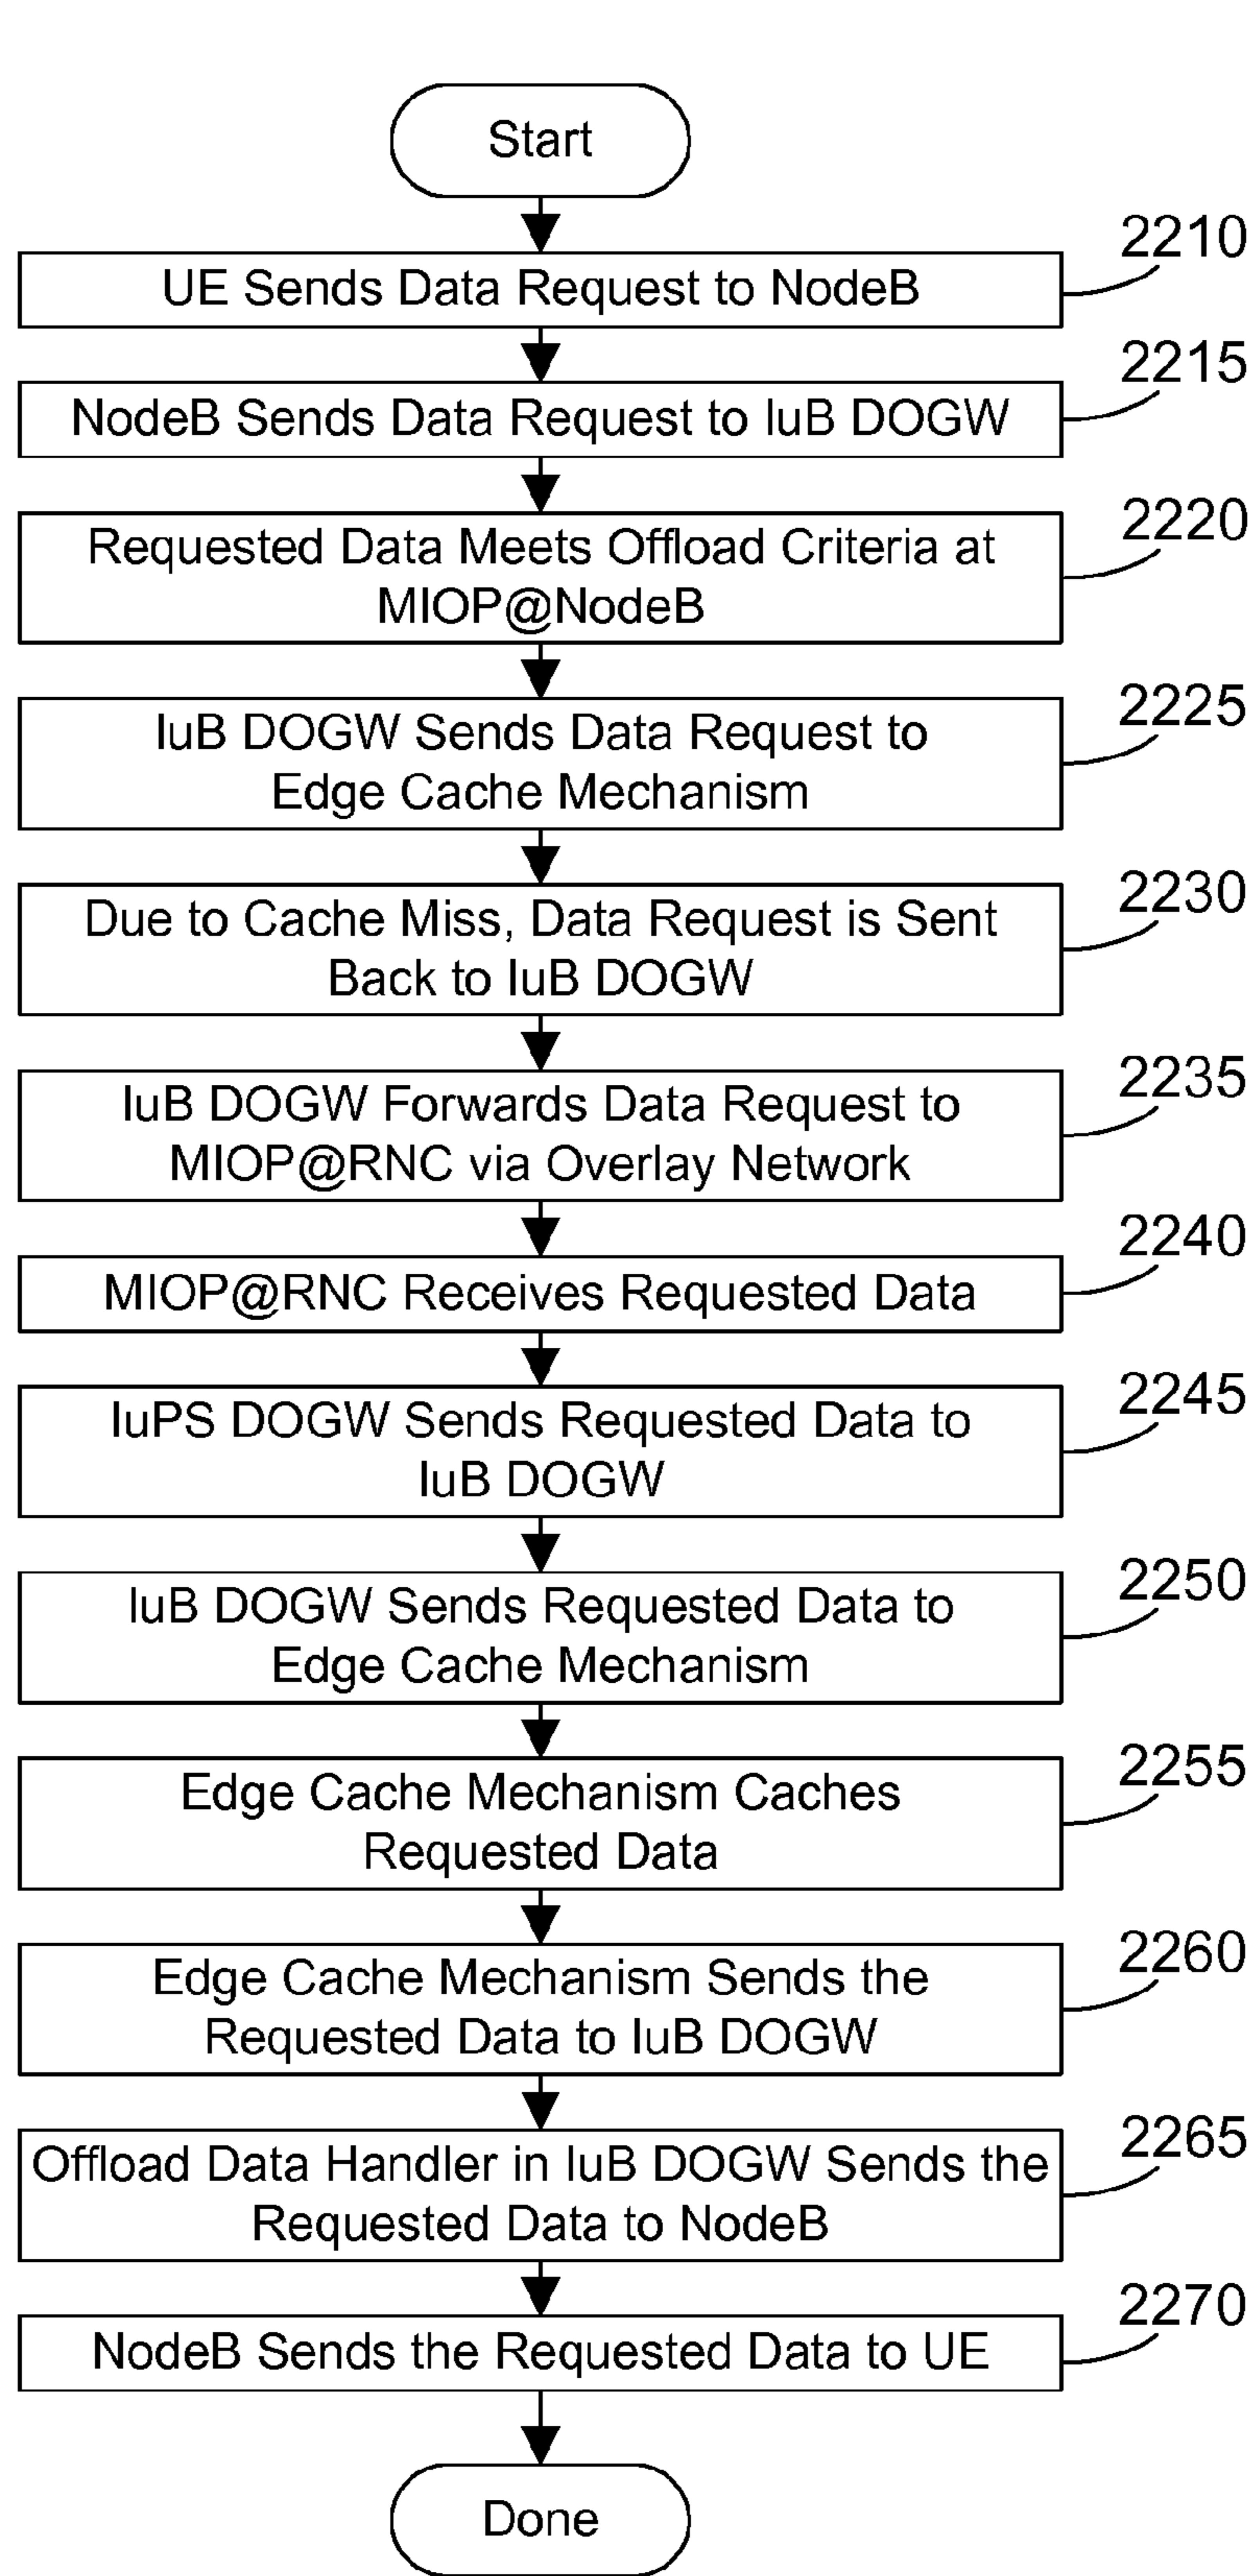 Start
2210
UE Sends Data Request to NodeB
2215
NodeB Sends Data Request to IuB DOGW
2220
Requested Data Meets Offload Criteria at
MIOP@NodeB
2225
IuB DOGW Sends Data Request to
Edge Cache Mechanism
2230
Due to Cache Miss, Data Request is Sent
Back to IuB DOGW
2235
IuB DOGW Forwards Data Request to
MIOP@RNC via Overlay Network
2240
MIOP@RNC Receives Requested Data
2245
IuPS DOGW Sends Requested Data to
IuB DOGW
2250
IuB DOGW Sends Requested Data to
Edge Cache Mechanism
2255
Edge Cache Mechanism Caches
Requested Data
2260
Edge Cache Mechanism Sends the
Requested Data to IuB DOGW
2265
Offload Data Handler in IuB DOGW Sends the
Requested Data to NodeB
2270
NodeB Sends the Requested Data to UE
Done